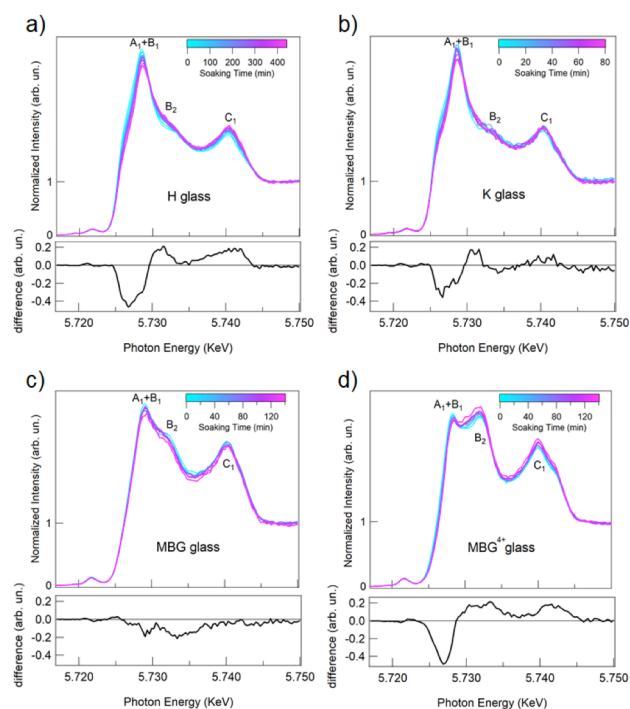 a)
A1+B1
0 100 200 300 400
Soaking Time (min)
B2
C1
Normalized Intensity (arb. un.)
1
H glass
0
difference (arb. un.)
0.2
0.0
-0.2
-0.4
5.720 5.730 5.740 5.750
Photon Energy (KeV)
b)
A1+B1
0 20 40 60 80
Soaking Time (min)
B2
C1
Normalized Intensity (arb. un.)
1
K glass
0
difference (arb. un.)
0.2
0.0
-0.2
-0.4
5.720 5.730 5.740 5.750
Photon Energy (KeV)
c)
A1+B1
0 40 80 120
Soaking Time (min)
B2
C1
Normalized Intensity (arb. un.)
1
MBG glass
0
difference (arb. un.)
0.2
0.0
-0.2
-0.4
5.720 5.730 5.740 5.750
Photon Energy (KeV)
d)
A1+B1
0 40 80 120
Soaking Time (min)
B2
C1
Normalized Intensity (arb. un.)
1
MBG4+glass
0
difference (arb. un.)
0.2
0.0
-0.2
-0.4
5.720 5.730 5.740 5.750
Photon Energy (KeV)